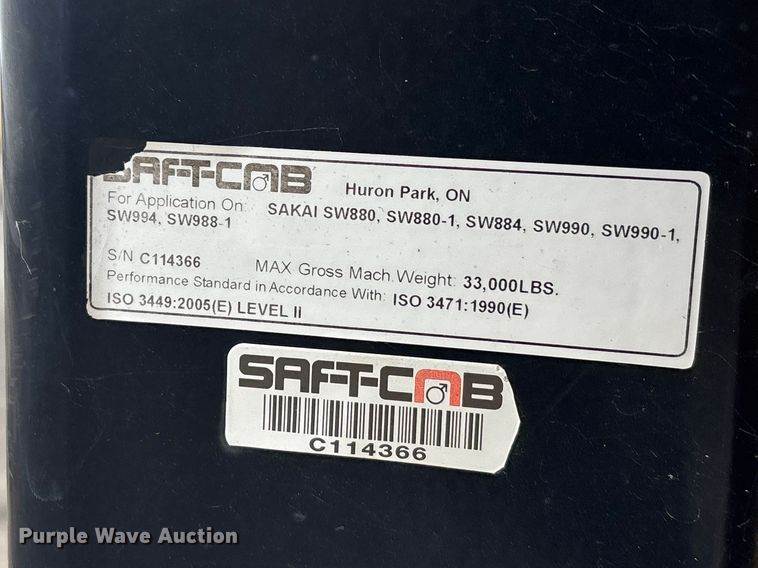 SAFT-CAB Huron Park, ON
For Application On: SAKAI SW880, SW880-1, SW884, SW990, SW990-1,
SW994, SW988-1
S/N C114366 MAX Gross Mach. Weight: 33,000LBS.
Performance Standard in Accordance With: ISO 3471:1990(E)
ISO 3449:2005(E) LEVEL Ii
SAFT-CAB
C114366
Purple Wave Auction